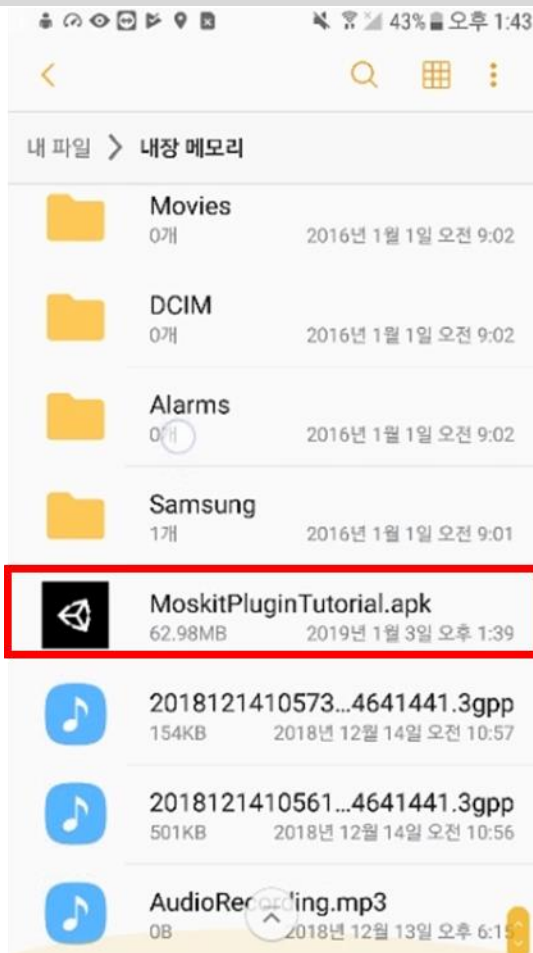 43% 오후 1:43
내 파일 > 내장 메모리
Movies
0개 2016년 1월 1일 오전 9:02
DCIM
0개 2016년 1월 1일 오전 9:02
Alarms
0개 2016년 1월 1일 오전 9:02
Samsung
1개 2016년 1월 1일 오전 9:01
MoskitPluginTutorial.apk
62.98MB 2019년 1월 3일 오후 1:39
2018121410573...4641441.3gpp
154KB 2018년 12월 14일 오전 10:57
2018121410561...4641441.3gpp
501KB 2018년 12월 14일 오전 10:56
AudioRecording.mp3
0B 2018년 12월 13일 오후 6:15